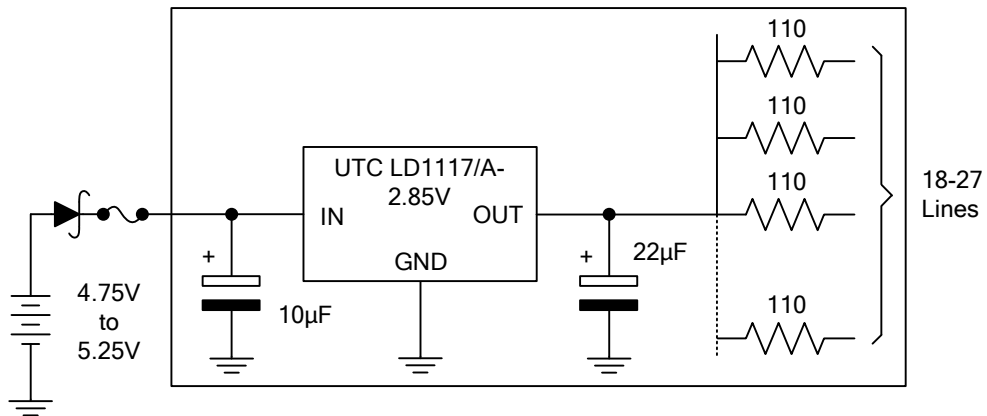 110
110
110
110
18-27
Lines
UTC LD1117/A-
2.85V
IN
OUT
GND
+
10µF
+
22µF
4.75V
to
5.25V